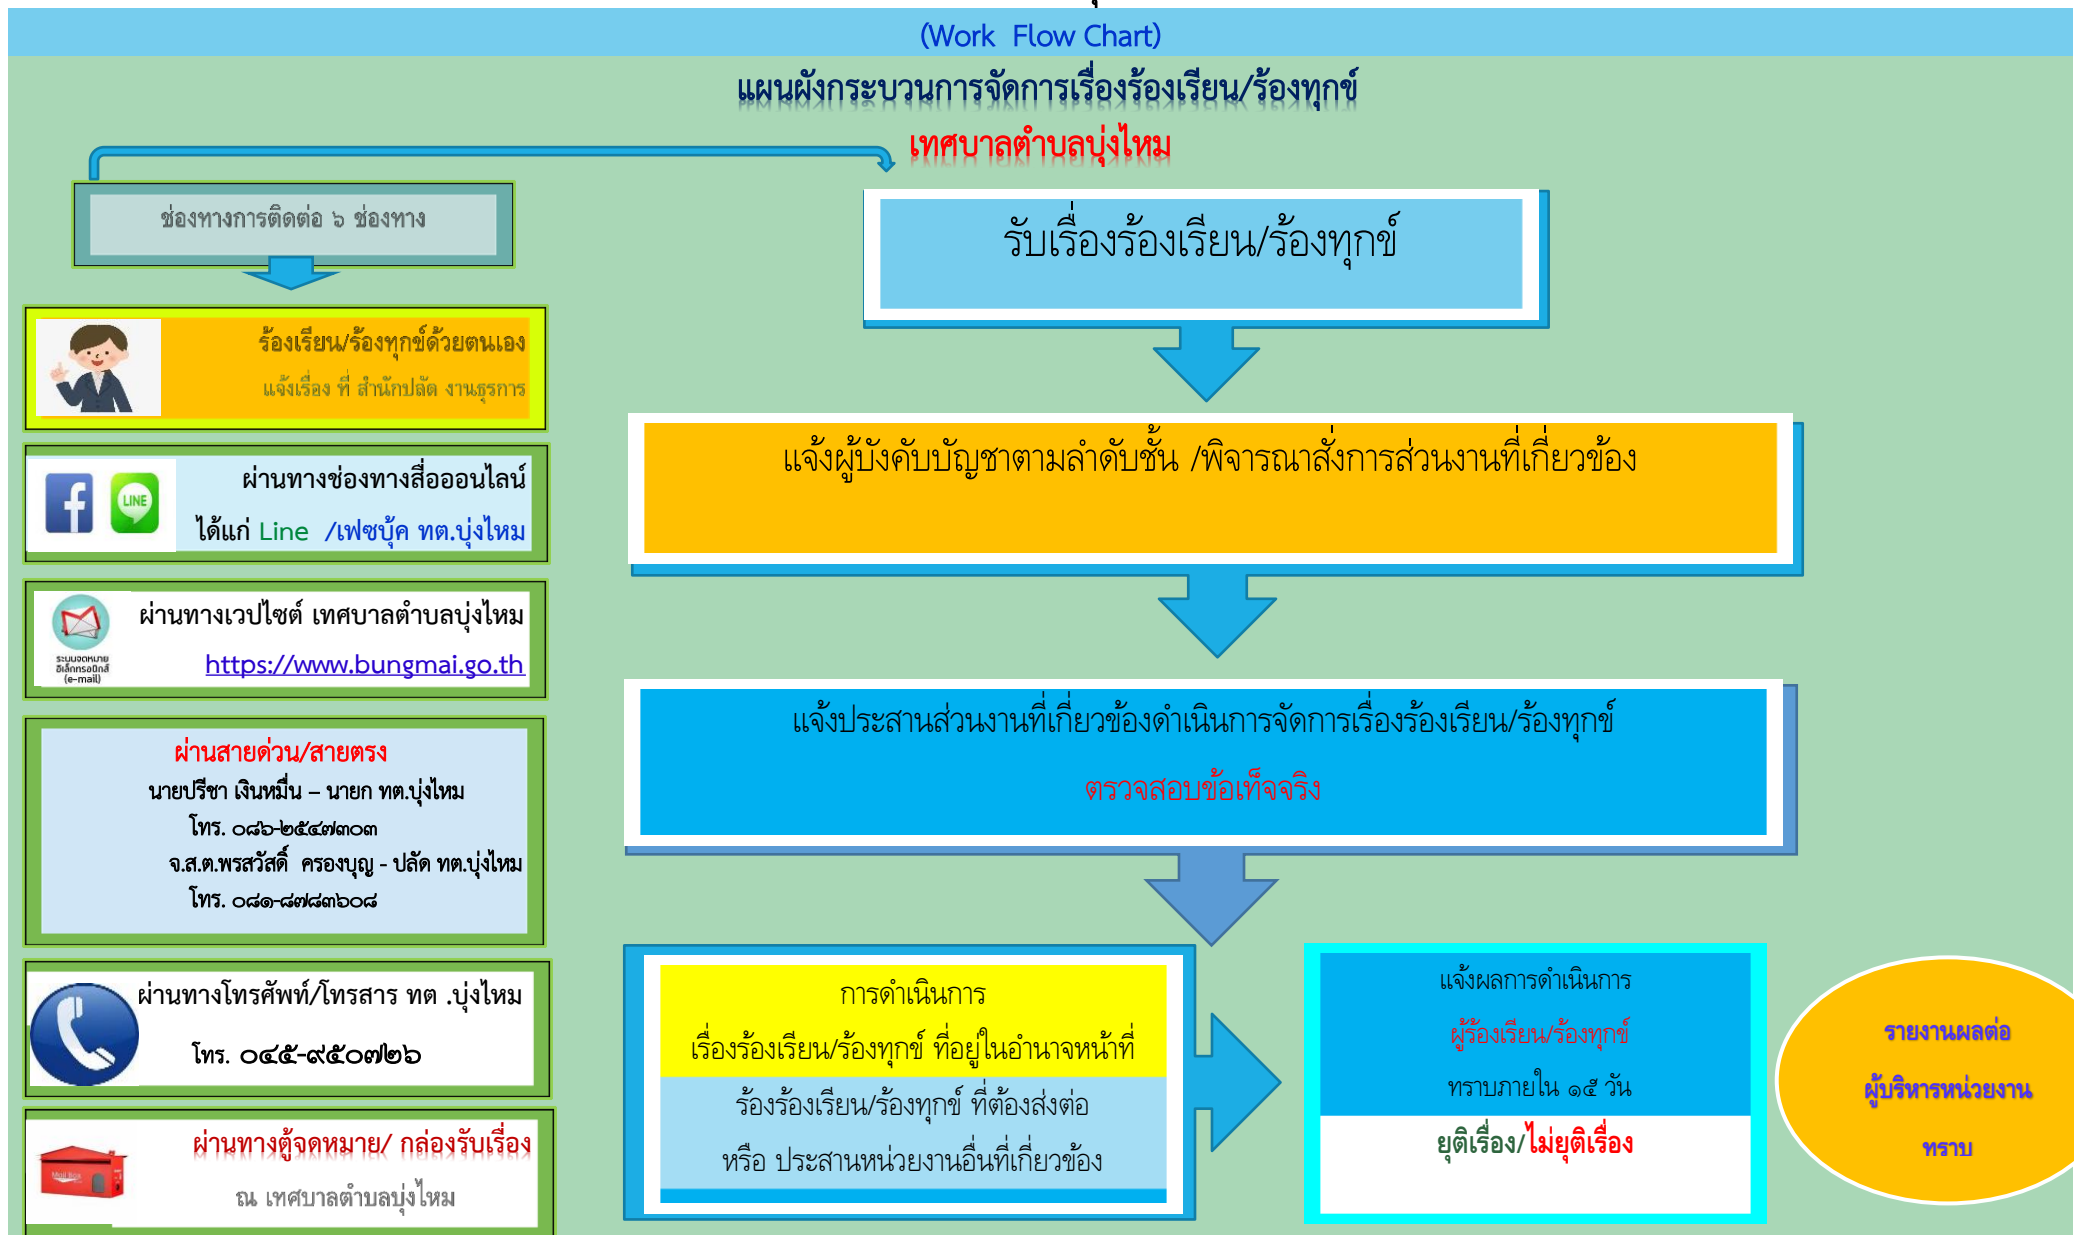 (Work Flow Chart)
แผนผังกระบวนการจัดการเรื่องร้องเรียน/ร้องทุกข์
เทศบาลตำบลบุ่งไหม
ช่องทางการติดต่อ ๖ ช่องทาง
ร้องเรียน/ร้องทุกข์ด้วยตนเอง
แจ้งเรื่อง ที่ สำนักปลัด งานธุรการ
LINE
ผ่านทางช่องทางสื่อออนไลน์
ได้แก่ Line /เฟซบุ้ค ทต.บุ่งไหม
ผ่านทางเวปไซต์ เทศบาลตำบลบุ่งไหม
https://www.bungmai.go.th
ระบบจดหมาย
อิเล็กทรอนิกส์
(e-mail)
ผ่านสายด่วน/สายตรง
นายปรีชา เงินหมื่น – นายก ทต.บุ่งไหม
โทร. ๐๘๖-๒๕๔๗๓๐๓
จ.ส.ต.พรสวัสดิ์ ครองบุญ - ปลัด ทต.บุ่งไหม
โทร. ๐๘๑-๘๗๘๓๖๐๘
ผ่านทางโทรศัพท์/โทรสาร ทต .บุ่งไหม
โทร. ๐๔๕-๙๕๐๗๒๖
ผ่านทางตู้จดหมาย/ กล่องรับเรื่อง
ณ เทศบาลตำบลบุ่งไหม
Mail Box
รับเรื่องร้องเรียน/ร้องทุกข์
แจ้งผู้บังคับบัญชาตามลำดับชั้น /พิจารณาสั่งการส่วนงานที่เกี่ยวข้อง
แจ้งประสานส่วนงานที่เกี่ยวข้องดำเนินการจัดการเรื่องร้องเรียน/ร้องทุกข์
ตรวจสอบข้อเท็จจริง
การดำเนินการ
เรื่องร้องเรียน/ร้องทุกข์ ที่อยู่ในอำนาจหน้าที่
ร้องร้องเรียน/ร้องทุกข์ ที่ต้องส่งต่อ
หรือ ประสานหน่วยงานอื่นที่เกี่ยวข้อง
แจ้งผลการดำเนินการ
ผู้ร้องเรียน/ร้องทุกข์
ทราบภายใน ๑๕ วัน
ยุติเรื่อง/ไม่ยุติเรื่อง
รายงานผลต่อ
ผู้บริหารหน่วยงาน
ทราบ